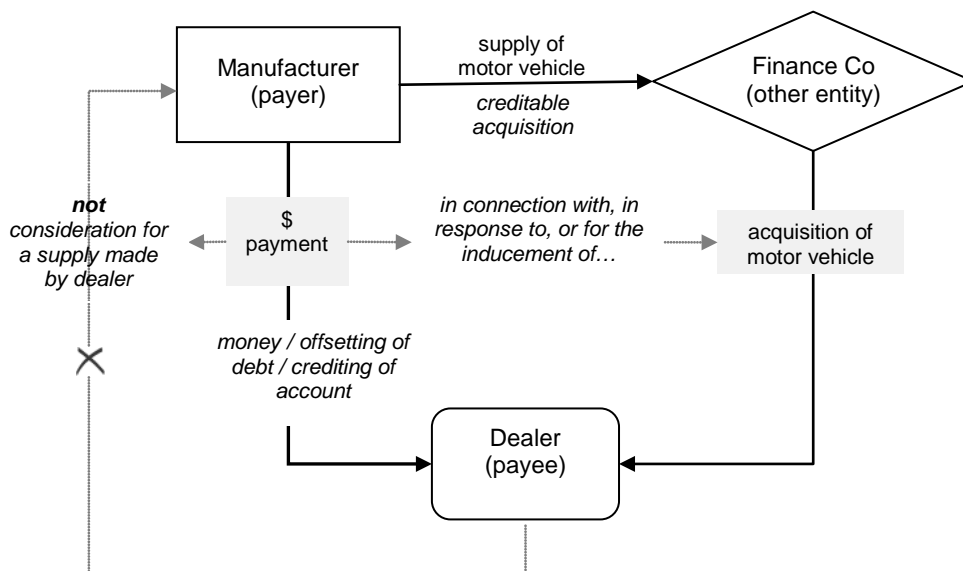 Manufacturer
(payer)
supply of
motor vehicle
creditable
acquisition
Finance Co
(other entity)
not
consideration for
a supply made
by dealer
$
payment
in connection with, in
response to, or for the
inducement of…
acquisition of
motor vehicle
money / offsetting of
debt / crediting of
account
Dealer
(payee)